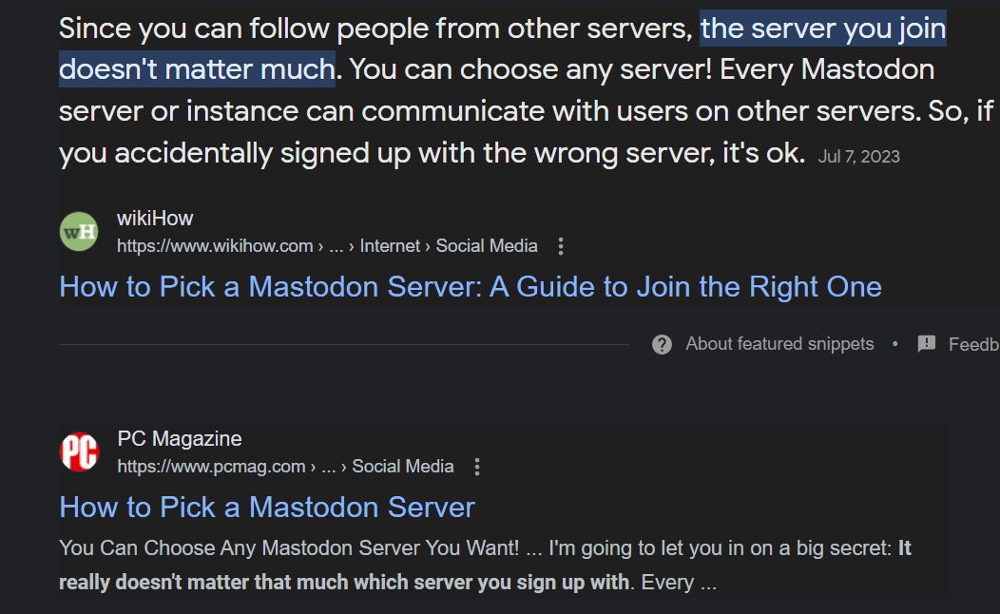 Since you can follow people from other servers, the server you join
doesn't matter much. You can choose any server! Every Mastodon
server or instance can communicate with users on other servers. So, if
you accidentally signed up with the wrong server, it's ok. Jul 7, 2023
wH
wikiHow
https://www.wikihow.com › ... › Internet › Social Media
How to Pick a Mastodon Server: A Guide to Join the Right One
About featured snippets • Feedb
PC
PC Magazine
https://www.pcmag.com › ... › Social Media
How to Pick a Mastodon Server
You Can Choose Any Mastodon Server You Want! ... I'm going to let you in on a big secret: It
really doesn't matter that much which server you sign up with. Every ...